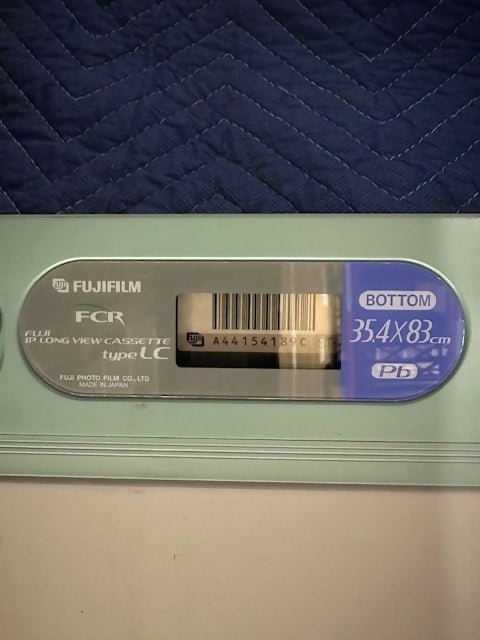 FUJIFILM
FCR
FUJI
IP LONG VIEW CASSETTE
type LC
FUJI PHOTO FILM CO., LTD
MADE IN JAPAN
A44154189C
BOTTOM
35.4X83cm
Pb